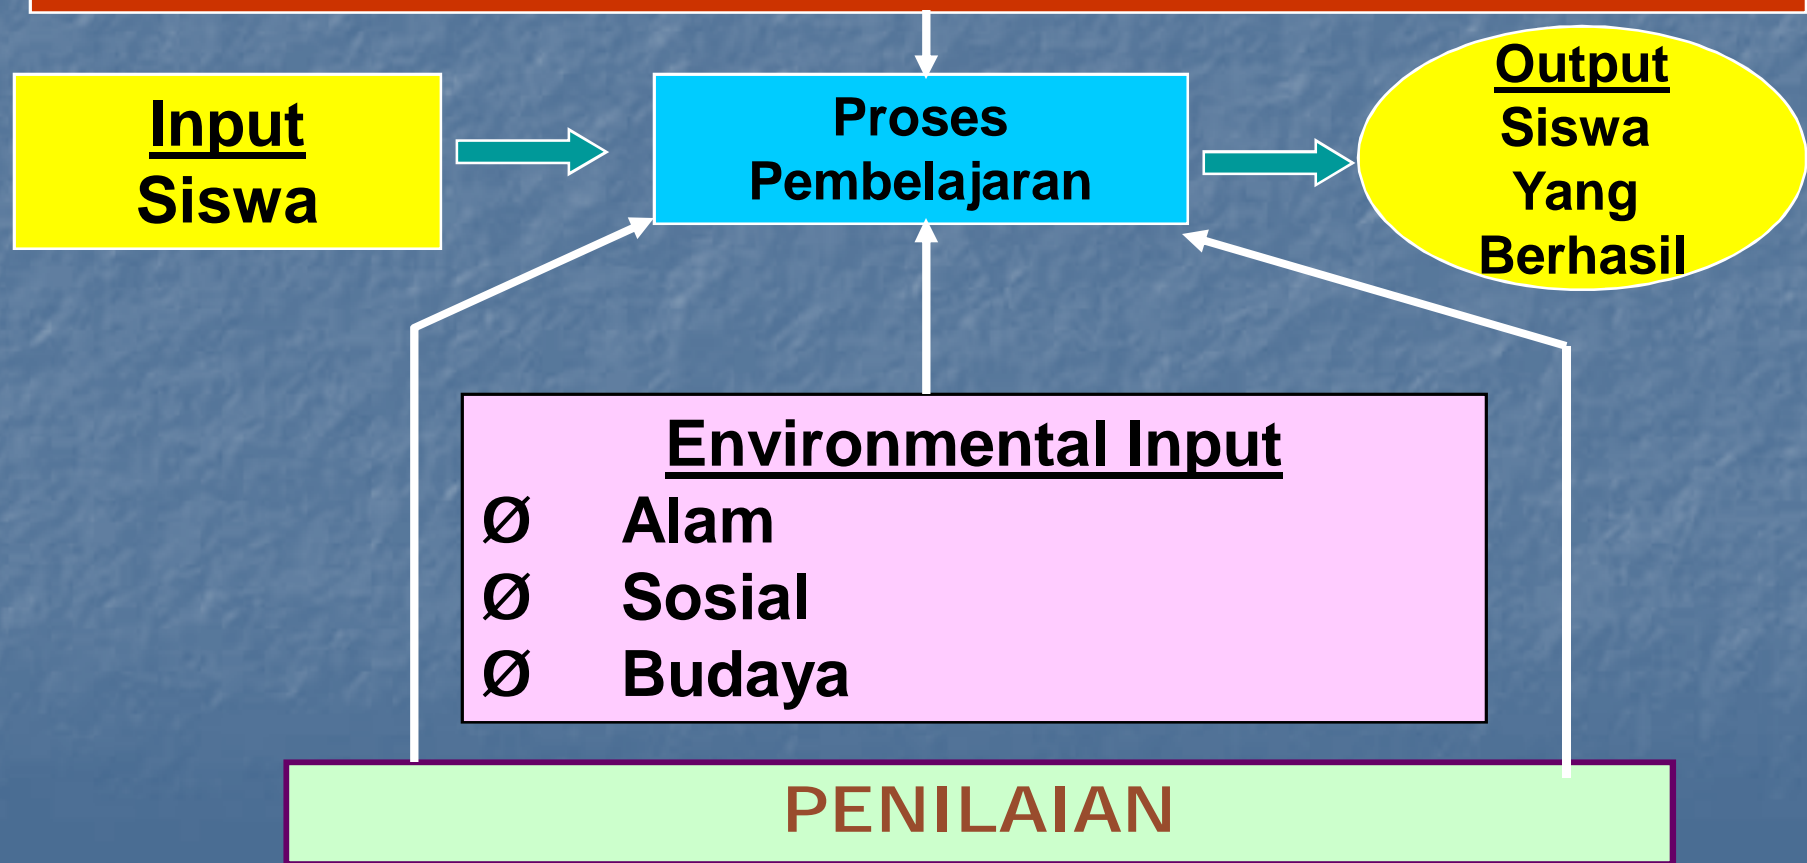 Input
Siswa
Proses
Pembelajaran
Output
Siswa
Yang
Berhasil
Environmental Input
Ø Alam
Ø Sosial
Ø Budaya
PENILAIAN